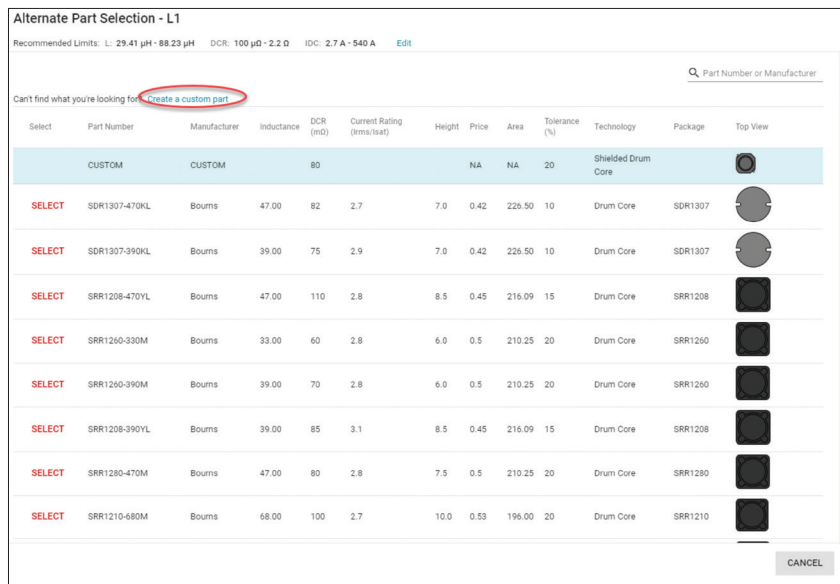 Alternate Part Selection - L1
Recommended Limits: L: 29.41 µH - 88.23 µH DCR: 100 µΩ - 2.2 Ω IDC: 2.7 A - 540 A Edit
Part Number or Manufacturer
Can't find what you're looking for? Create a custom part
Select Part Number Manufacturer Inductance DCR (mΩ) Current Rating (Irms/Isat) Height Price Area Tolerance (%) Technology Package Top View
CUSTOM CUSTOM 80 NA NA 20 Shielded Drum Core
SELECT SDR1307-470KL Bourns 47.00 82 2.7 7.0 0.42 226.50 10 Drum Core SDR1307
SELECT SDR1307-390KL Bourns 39.00 75 2.9 7.0 0.42 226.50 10 Drum Core SDR1307
SELECT SRR1208-470YL Bourns 47.00 110 2.8 8.5 0.45 216.09 15 Drum Core SRR1208
SELECT SRR1260-330M Bourns 33.00 60 2.8 6.0 0.5 210.25 20 Drum Core SRR1260
SELECT SRR1260-390M Bourns 39.00 70 2.8 6.0 0.5 210.25 20 Drum Core SRR1260
SELECT SRR1208-390YL Bourns 39.00 85 3.1 8.5 0.45 216.09 15 Drum Core SRR1208
SELECT SRR1280-470M Bourns 47.00 80 2.8 7.5 0.5 210.25 20 Drum Core SRR1280
SELECT SRR1210-680M Bourns 68.00 100 2.7 10.0 0.53 196.00 20 Drum Core SRR1210
CANCEL